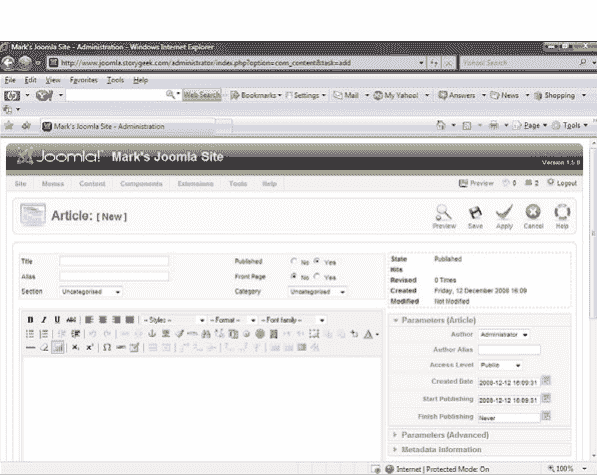 Mark's Joomla Site - Administration - Windows Internet Explorer
http://www.joomla.storygeek.com/administrator/index.php?option=com_content&task=add
Yahoo! Search
File Edit View Favorites Tools Help
Web Search Bookmarks Settings Mail My Yahoo! Answers News Shopping
Mark's Joomla Site - Administration Page Tools
Joomla! Mark's Joomla Site
Version 1.5.8
Site Menus Content Components Extensions Tools Help Preview 0 2 Logout
Article: [ New ]
Preview Save Apply Cancel Help
Title Published No Yes
Alias Front Page No Yes
Section Uncategorised Category Uncategorised
State Published
Hits
Revised 0 Times
Created Friday, 12 December 2008 16:09
Modified Not Modified
B I U ABC -- Styles -- -- Format -- -- Font family --
Parameters (Article)
Author Administrator
Author Alias
Access Level Public
Created Date 2008-12-12 16:09:31
Start Publishing 2008-12-12 16:09:31
Finish Publishing Never
Parameters (Advanced)
Metadata Information
Internet | Protected Mode: On 100%